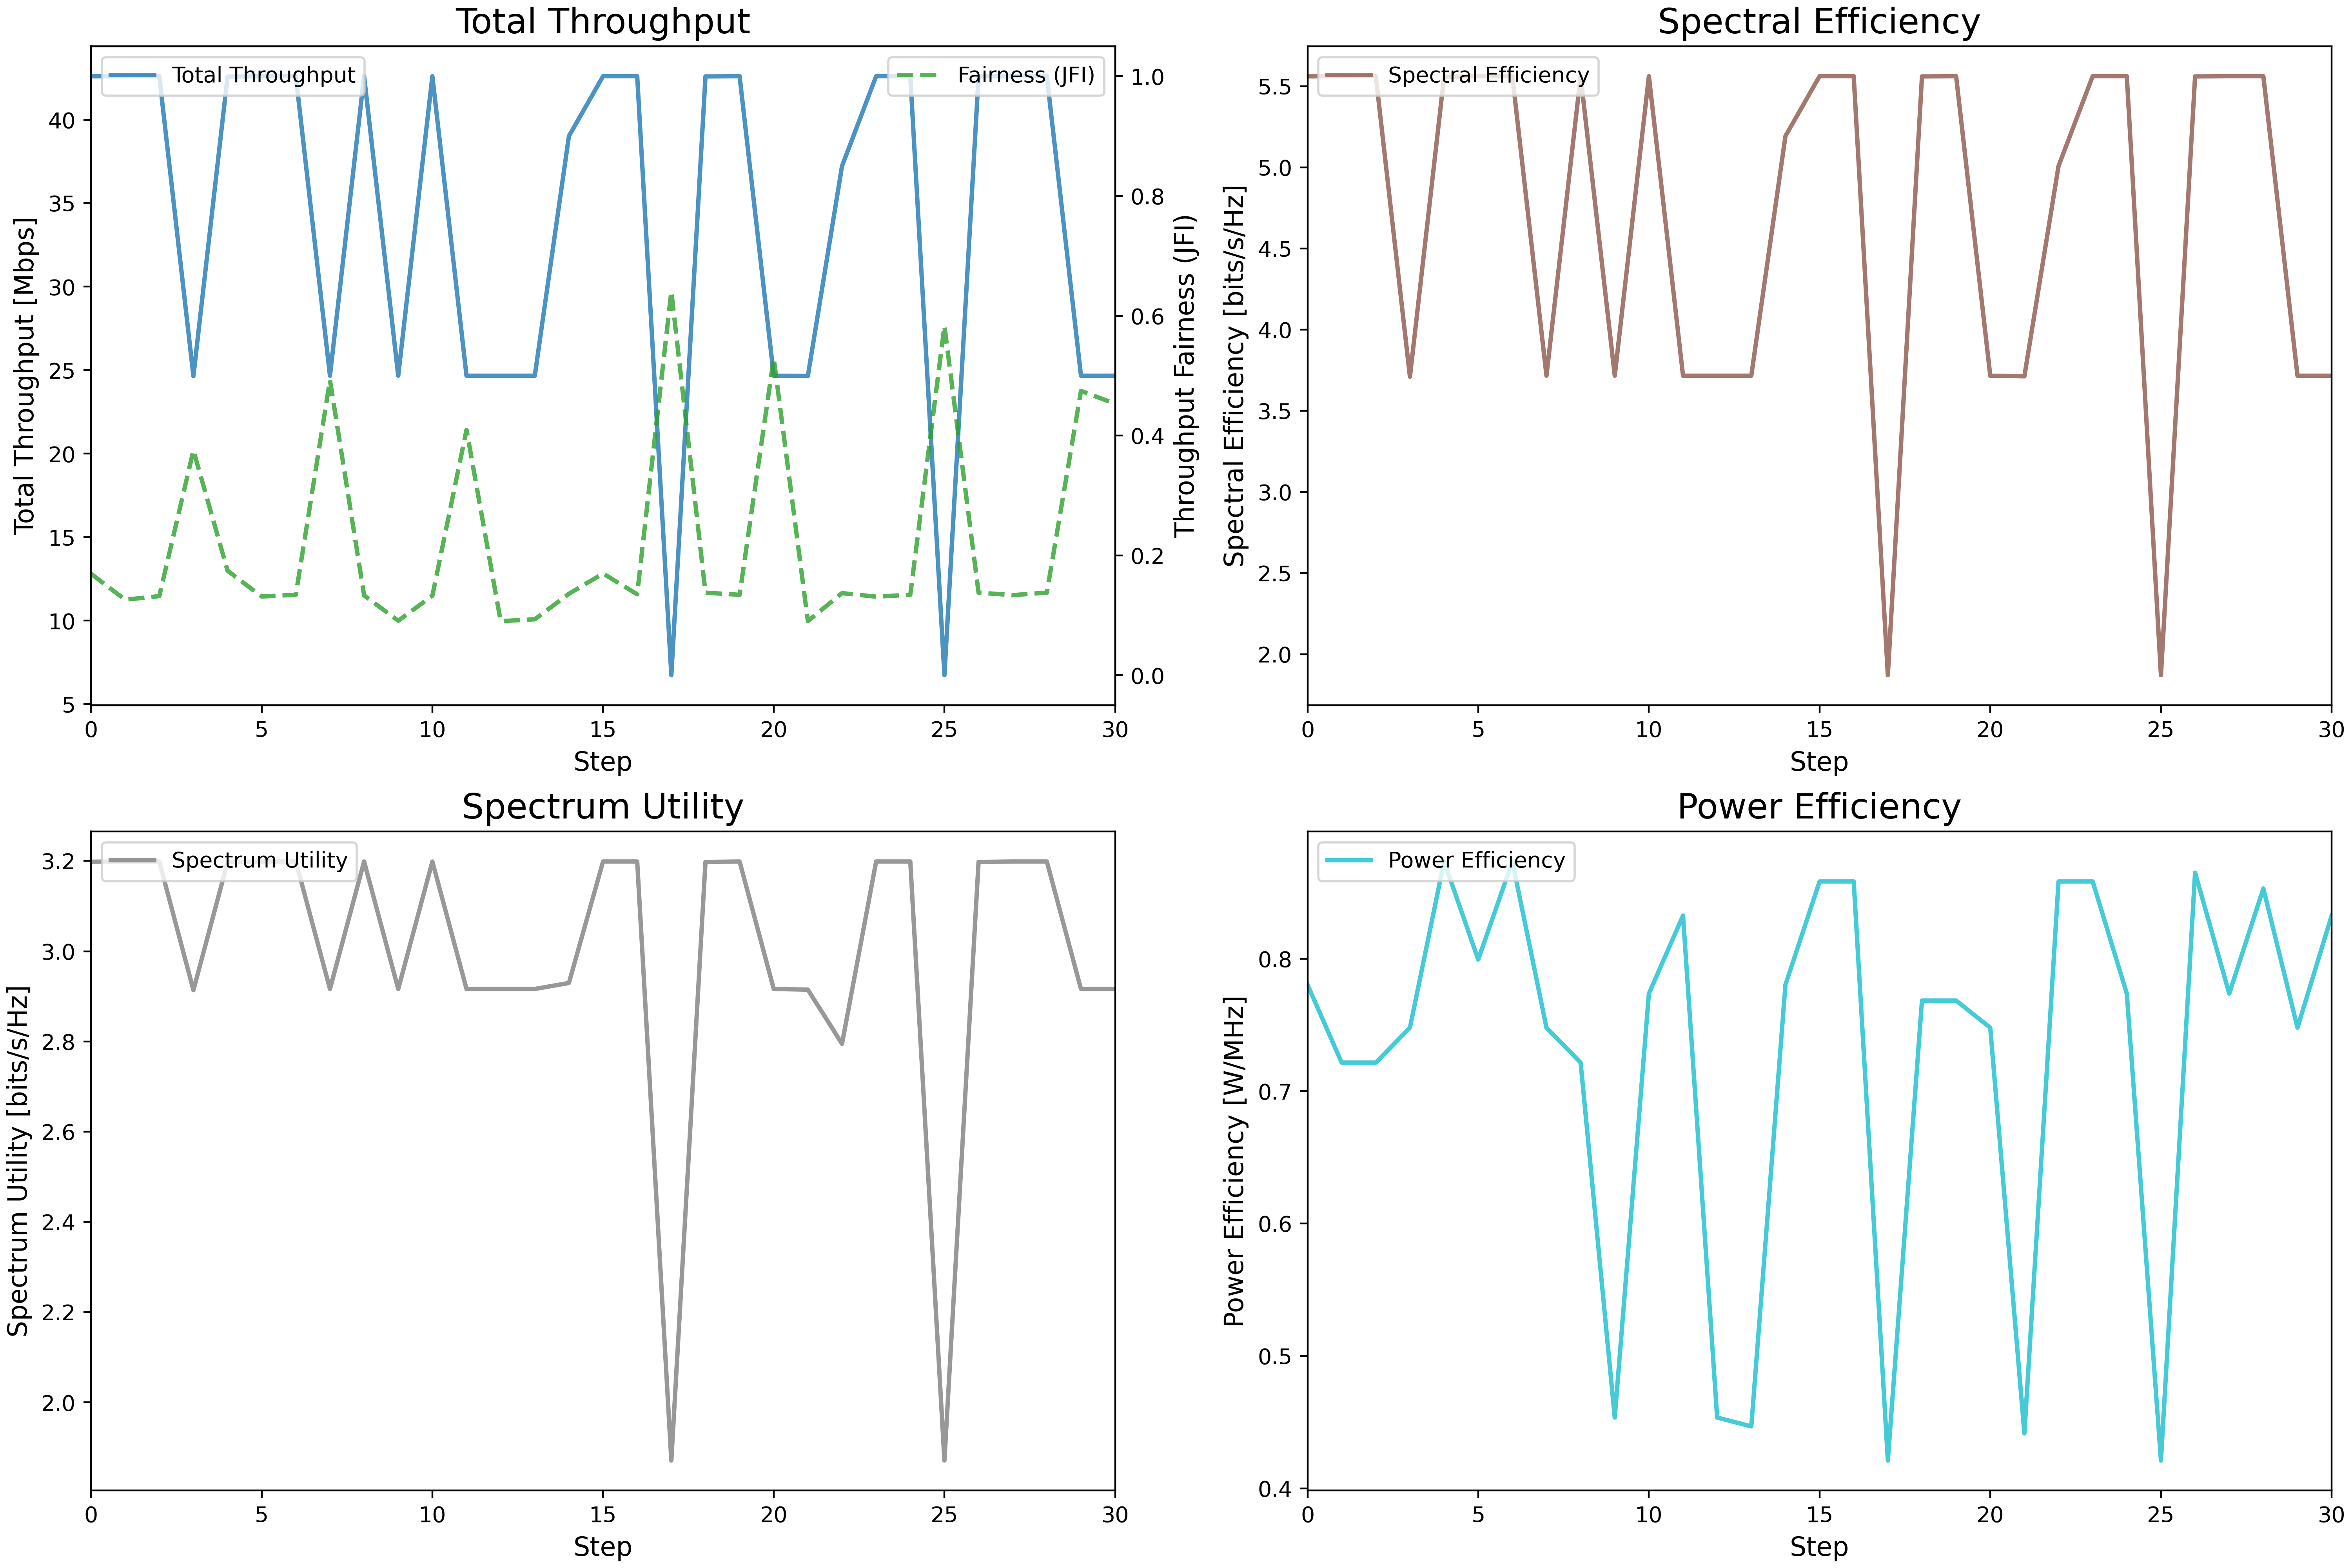 Total Throughput
Total Throughput
Fairness (JFI)
Total Throughput [Mbps]
40
35
30
25
20
15
10
5
1.0
0.8
0.6
0.4
0.2
0.0
Throughput Fairness (JFI)
0 5 10 15 20 25 30
Step
Spectral Efficiency
Spectral Efficiency
Spectral Efficiency [bits/s/Hz]
5.5
5.0
4.5
4.0
3.5
3.0
2.5
2.0
0 5 10 15 20 25 30
Step
Spectrum Utility
Spectrum Utility
Spectrum Utility [bits/s/Hz]
3.2
3.0
2.8
2.6
2.4
2.2
2.0
0 5 10 15 20 25 30
Step
Power Efficiency
Power Efficiency
Power Efficiency [W/MHz]
0.8
0.7
0.6
0.5
0.4
0 5 10 15 20 25 30
Step